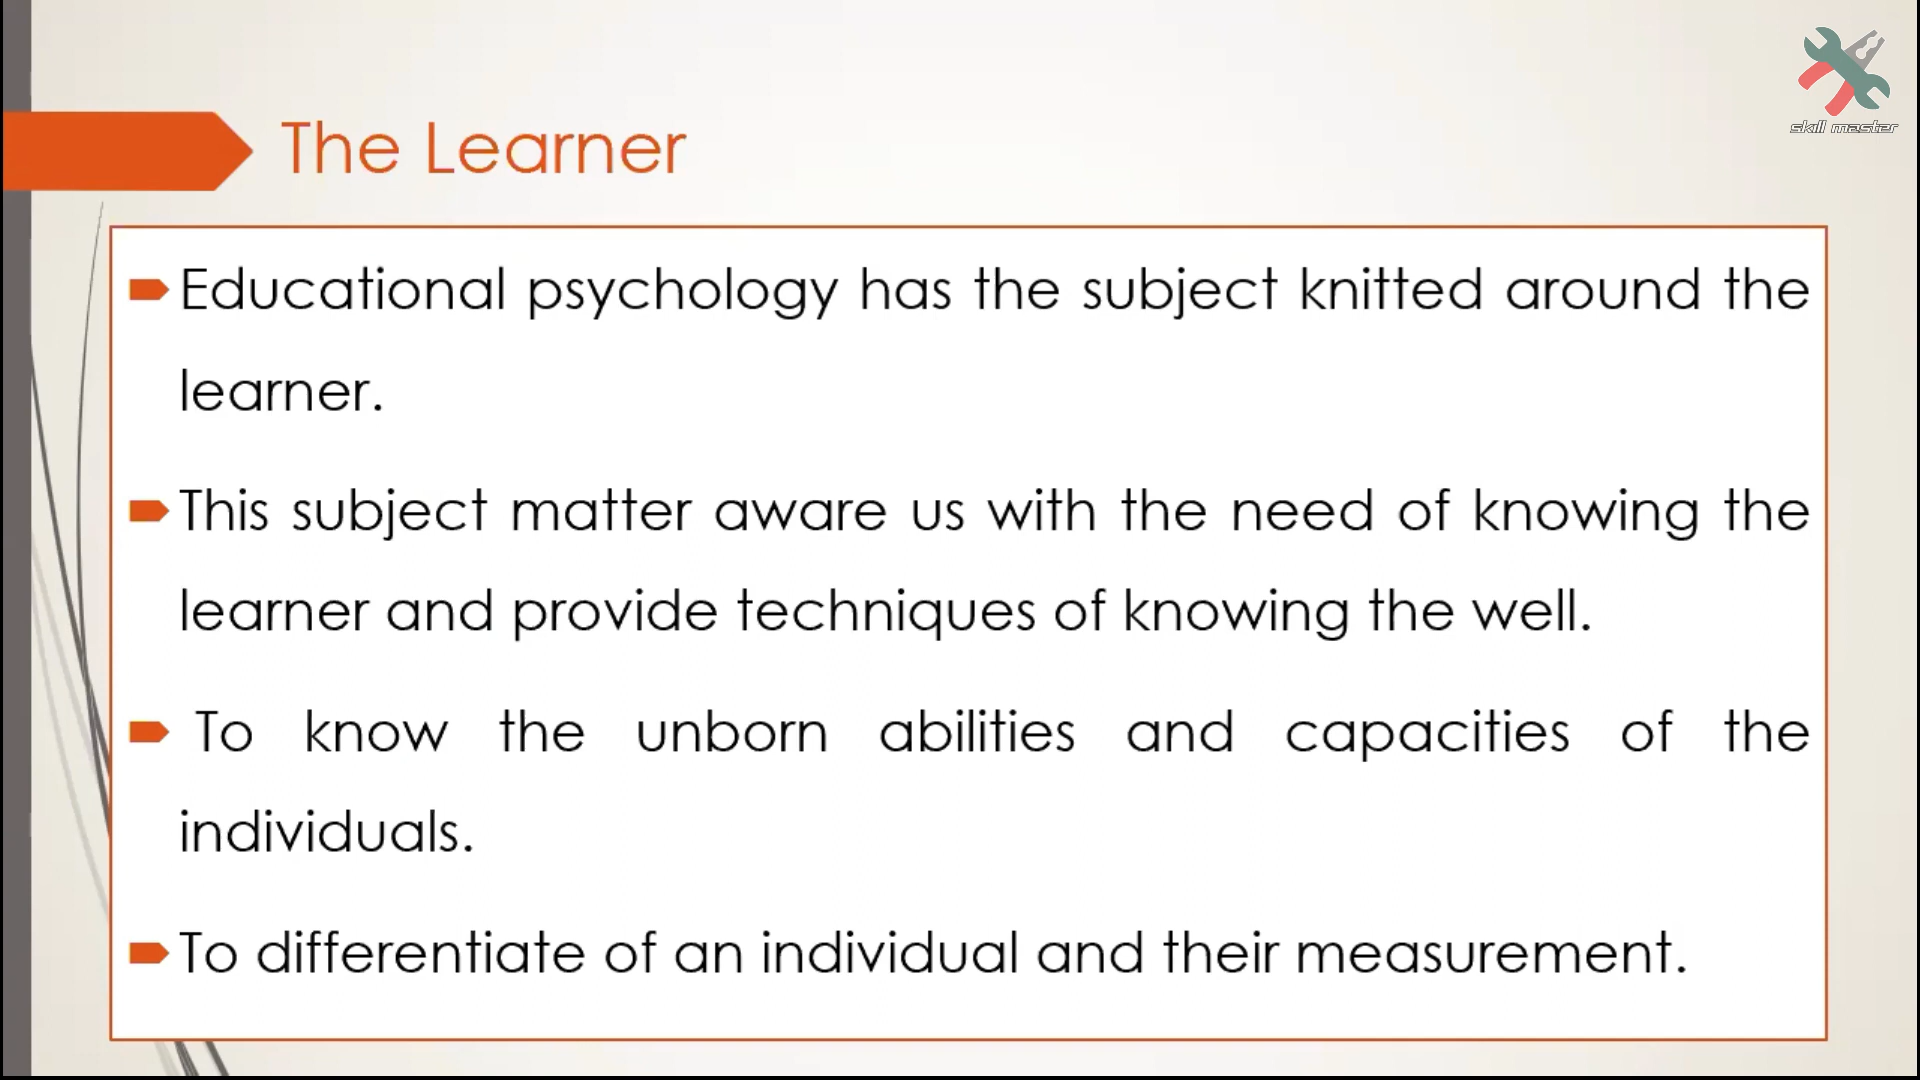 skill master
The Learner
Educational psychology has the subject knitted around the
learner.
This subject matter aware us with the need of knowing the
learner and provide techniques of knowing the well.
To know the unborn abilities and capacities of the
individuals.
To differentiate of an individual and their measurement.